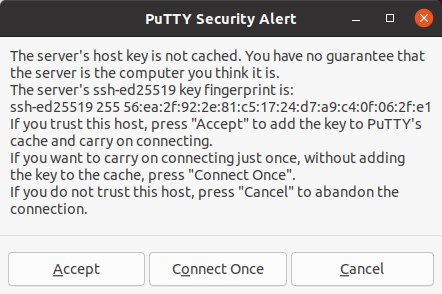 PuTTY Security Alert
The server's host key is not cached. You have no guarantee that
the server is the computer you think it is.
The server's ssh-ed25519 key fingerprint is:
ssh-ed25519 255 56:ea:2f:92:2e:81:c5:17:24:d7:a9:c4:0f:06:2f:e1
If you trust this host, press "Accept" to add the key to PuTTY's
cache and carry on connecting.
If you want to carry on connecting just once, without adding
the key to the cache, press "Connect Once".
If you do not trust this host, press "Cancel" to abandon the
connection.
Accept
Connect Once
Cancel